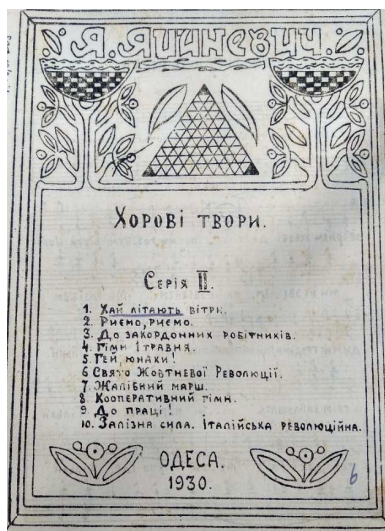 Я. ЯЦИНЕВИЧ.
ХОРОВІ ТВОРИ.
СЕРІЯ II.
1. ХАЙ ЛІТАЮТЬ ВІТРИ.
2. РИЄМО, РИЄМО.
3. ДО ЗАКОРДОННИХ РОБІТНИКІВ.
4. ГІМН 1 ТРАВНЯ.
5. ГЕЙ, ЮНАКИ!
6 СВЯТО ЖОВТНЕВОЇ РЕВОЛЮЦІЇ.
7. ЖАЛІБНИЙ МАРШ.
8. КООПЕРАТИВНИЙ ГІМН.
9. ДО ПРАЦІ!
10. ЗАЛІЗНА СИЛА. ІТАЛІЙСЬКА РЕВОЛЮЦІЙНА.
ОДЕСА.
1930.
6